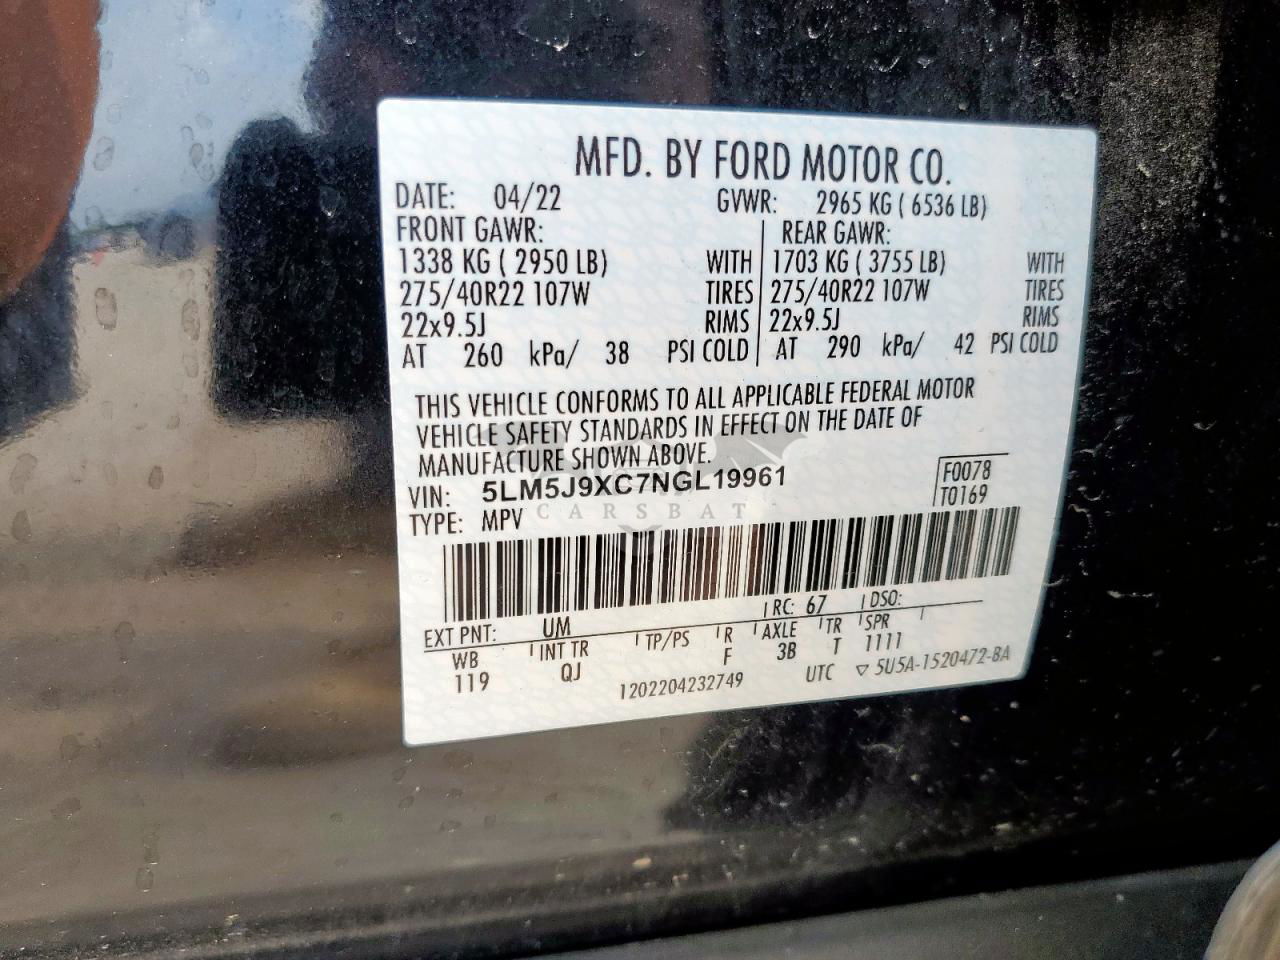 MFD. BY FORD MOTOR CO.
DATE: 04/22 GVWR: 2965 KG ( 6536 LB)
FRONT GAWR: REAR GAWR:
1338 KG ( 2950 LB) WITH 1703 KG ( 3755 LB) WITH
275/40R22 107W TIRES 275/40R22 107W TIRES
22x9.5J RIMS 22x9.5J RIMS
AT 260 kPa/ 38 PSI COLD AT 290 kPa/ 42 PSI COLD
THIS VEHICLE CONFORMS TO ALL APPLICABLE FEDERAL MOTOR
VEHICLE SAFETY STANDARDS IN EFFECT ON THE DATE OF
MANUFACTURE SHOWN ABOVE.
VIN: 5LM5J9XC7NGL19961 F0078
TYPE: MPV T0169
CARSBAT
EXT PNT: UM RC: 67 DSO:
WB INT TR TP/PS R AXLE TR SPR
119 QJ F 3B T 1111
1202204232749 UTC ▽ 5U5A-1520472-BA